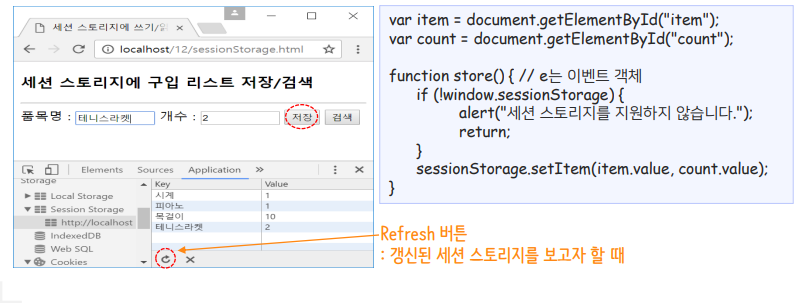 세션 스토리지에 쓰기/읽
localhost/12/sessionStorage.html
세션 스토리지에 구입 리스트 저장/검색
품목명 : 테니스라켓 개수 : 2 저장 검색
Elements Sources Application »
Storage
Local Storage
Session Storage
http://localhost
IndexedDB
Web SQL
Cookies
Key Value
시계 1
피아노 1
목걸이 10
테니스라켓 2
var item = document.getElementById("item");
var count = document.getElementById("count");
function store() { // e는 이벤트 객체
if (!window.sessionStorage) {
alert("세션 스토리지를 지원하지 않습니다.");
return;
}
sessionStorage.setItem(item.value, count.value);
}
Refresh 버튼
: 갱신된 세션 스토리지를 보고자 할 때